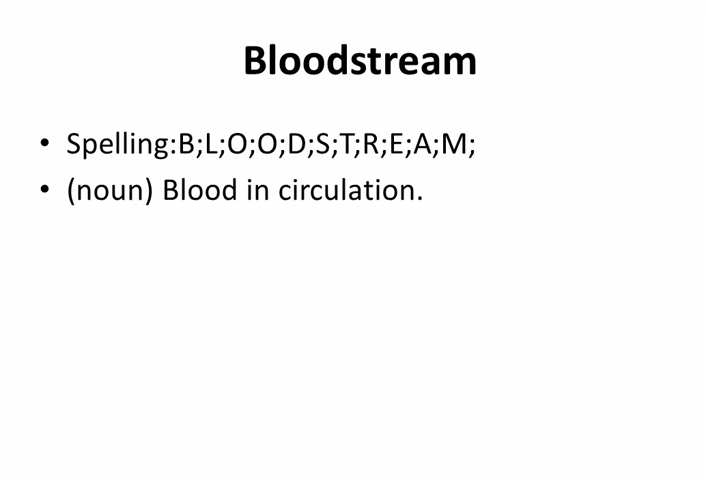 Bloodstream
• Spelling:B;L;O;O;D;S;T;R;E;A;M;
• (noun) Blood in circulation.